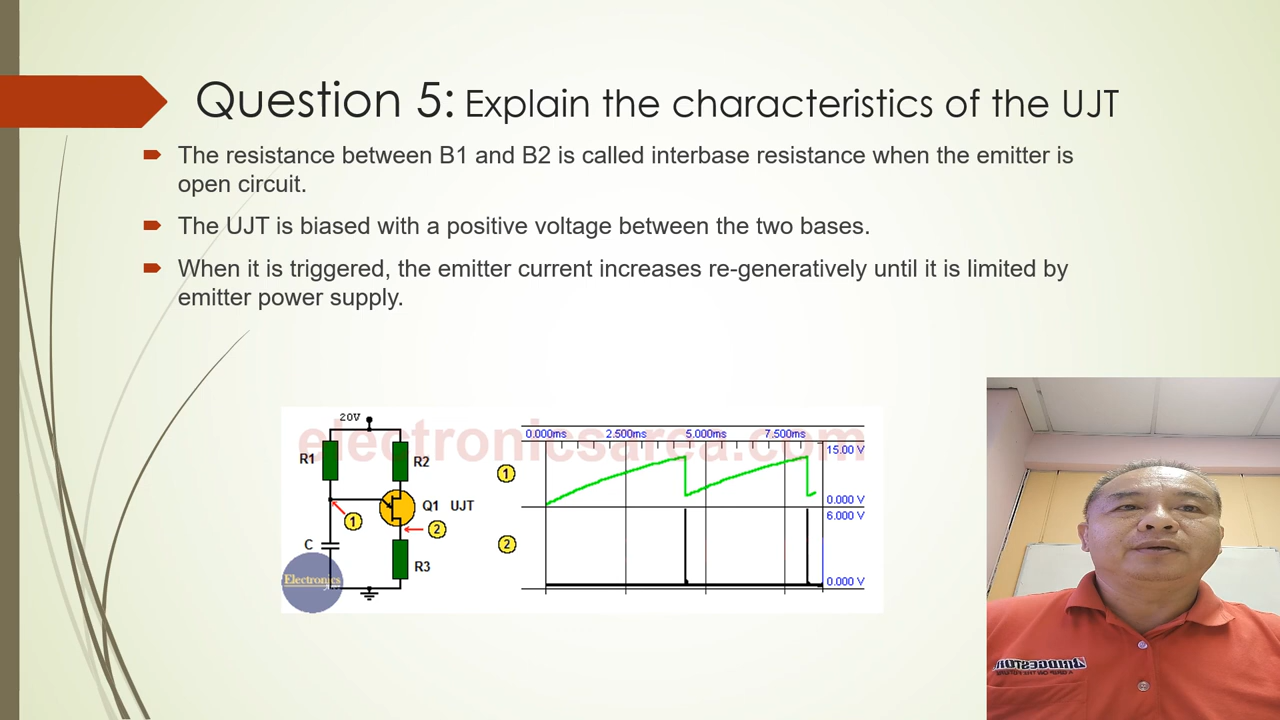 Question 5: Explain the characteristics of the UJT
The resistance between B1 and B2 is called interbase resistance when the emitter is
open circuit.
The UJT is biased with a positive voltage between the two bases.
When it is triggered, the emitter current increases re-generatively until it is limited by
emitter power supply.
electronicsarea.com
20V
R1
R2
Q1 UJT
1
2
C
R3
Electronics
0.000ms 2.500ms 5.000ms 7.500ms
15.00 V
1
0.000 V
6.000 V
2
0.000 V
BRIDGESTONE